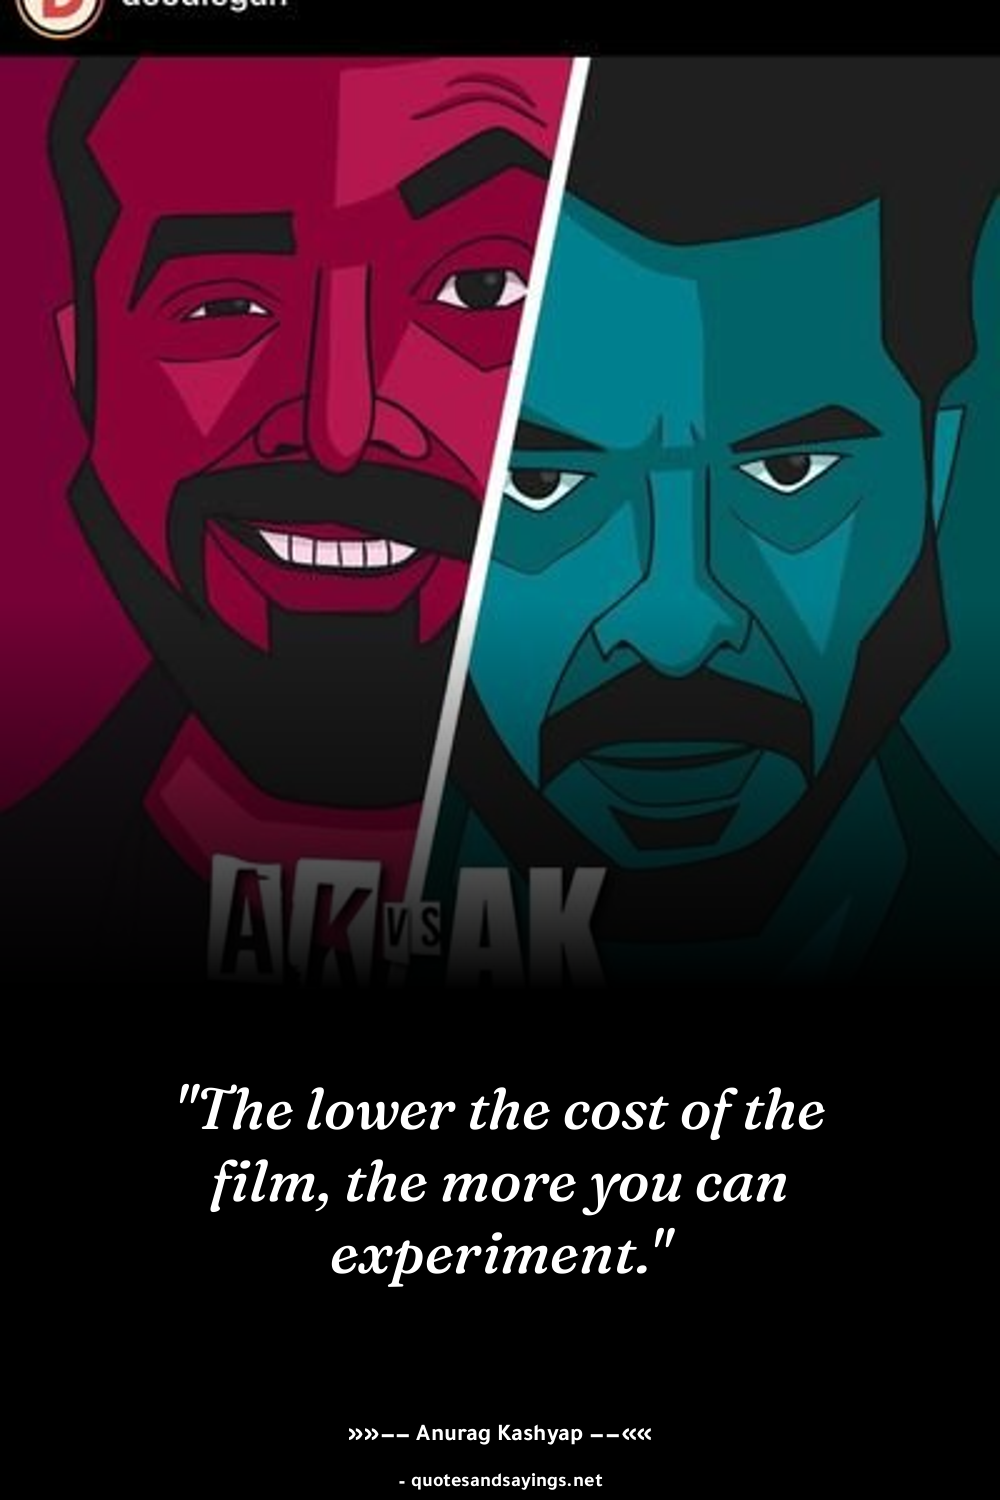 AK VS AK
"The lower the cost of the
film, the more you can
experiment."
»»–– Anurag Kashyap ––««
- quotesandsayings.net